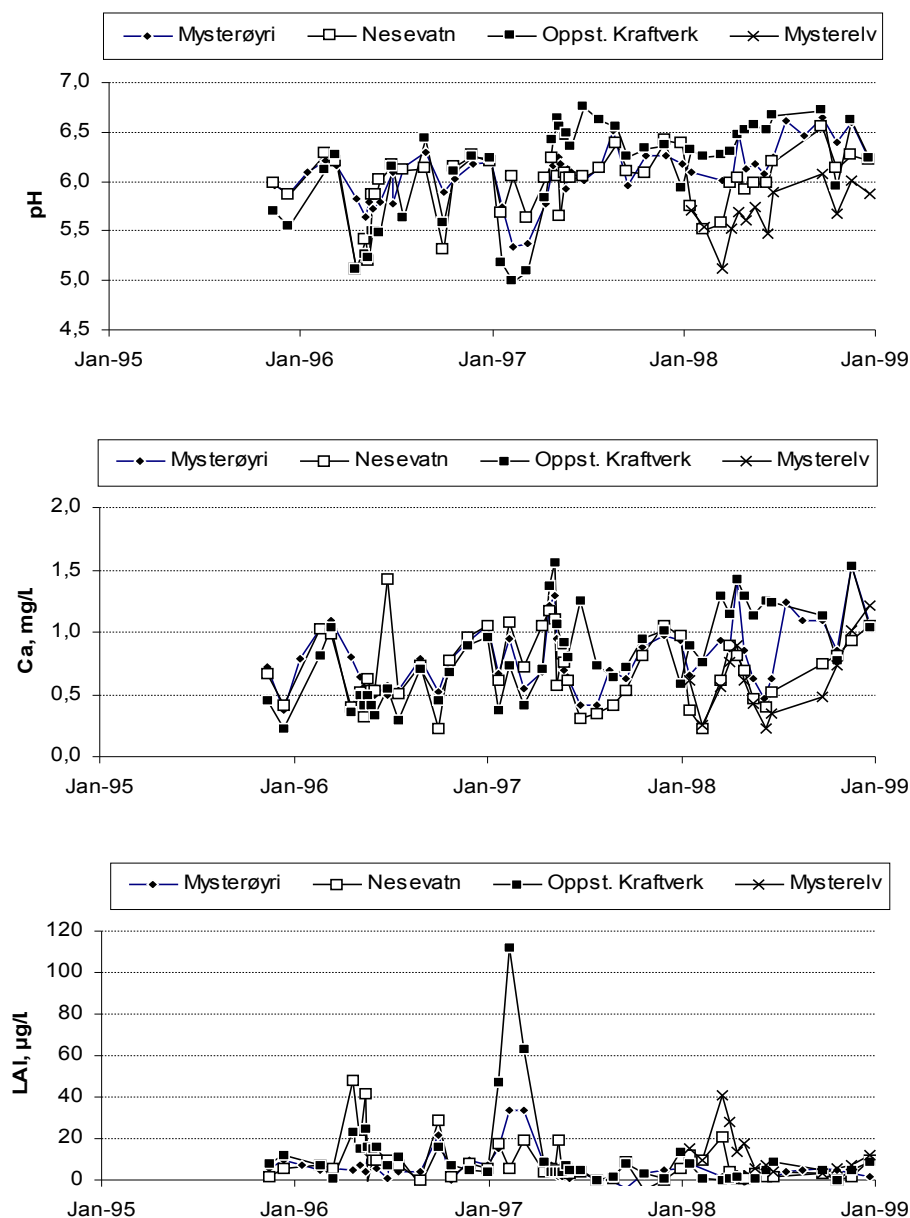 Mysterøyri Nesevatn Oppst. Kraftverk Mysterelv
7,0
6,5
6,0
5,5
5,0
4,5
pH
Jan-95 Jan-96 Jan-97 Jan-98 Jan-99
Mysterøyri Nesevatn Oppst. Kraftverk Mysterelv
2,0
1,5
1,0
0,5
0,0
Ca, mg/l
Jan-95 Jan-96 Jan-97 Jan-98 Jan-99
Mysterøyri Nesevatn Oppst. Kraftverk Mysterelv
120
100
80
60
40
20
0
LAl, µg/l
Jan-95 Jan-96 Jan-97 Jan-98 Jan-99